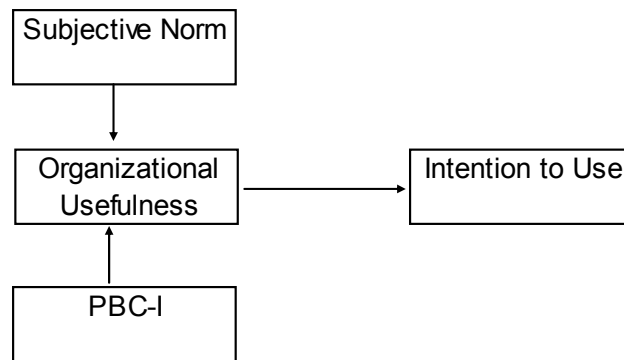 Subjective Norm
Organizational
Usefulness
Intention to Use
PBC-I